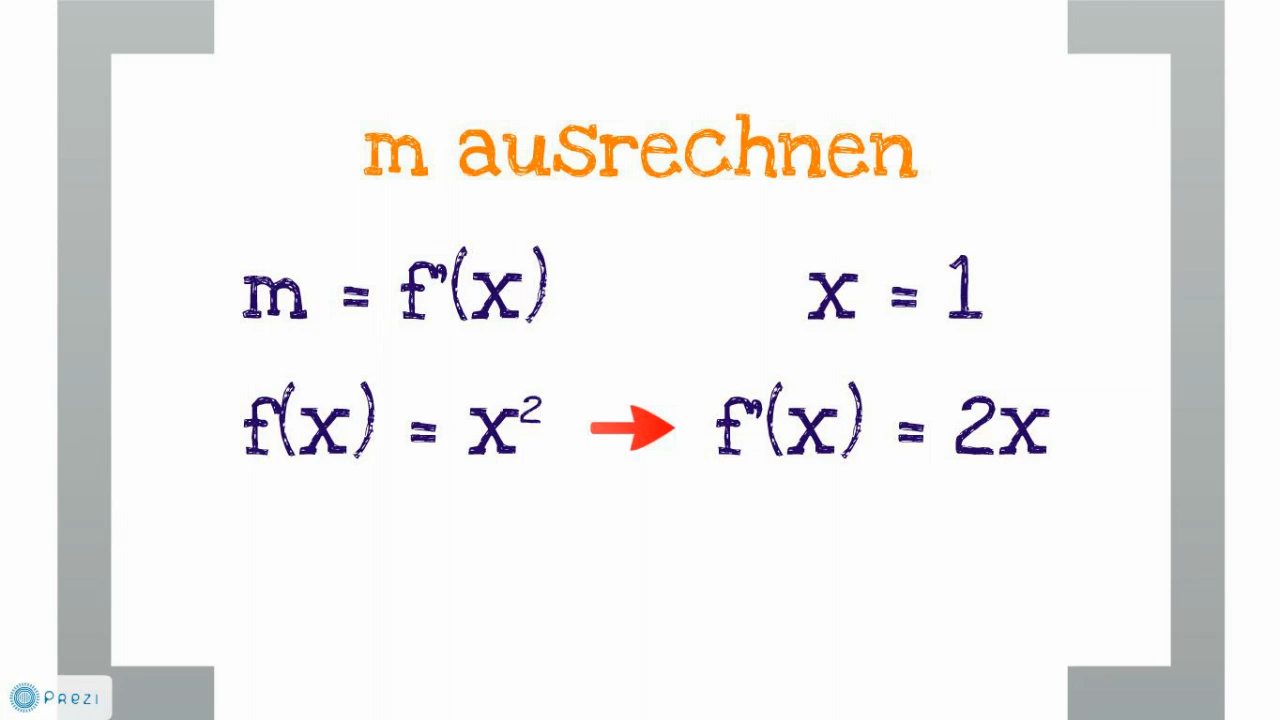 m ausrechnen
m = f'(x) x = 1
f(x) = x² → f'(x) = 2x
Prezi